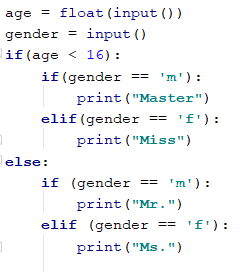 age = float(input())
gender = input()
if(age < 16):
    if(gender == 'm'):
        print("Master")
    elif(gender == 'f'):
        print("Miss")
else:
    if (gender == 'm'):
        print("Mr.")
    elif (gender == 'f'):
        print("Ms.")